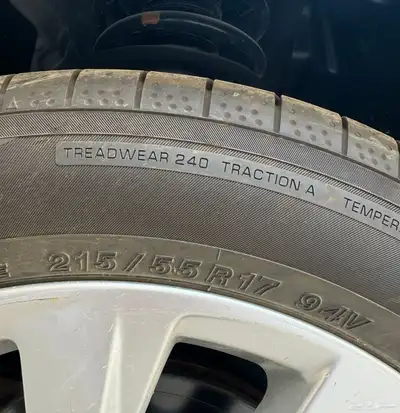 TREADWEAR 240 TRACTION A TEMPER
215/55R17 94V